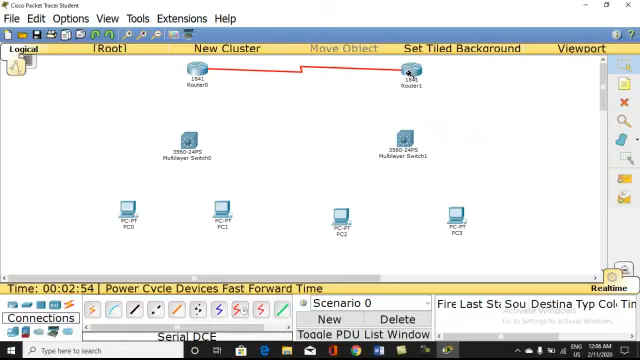 Cisco Packet Tracer Student
File Edit Options View Tools Extensions Help
Logical [Root] New Cluster Move Object Set Tiled Background Viewport
1841
Router0
1841
Router1
3560-24PS
Multilayer Switch0
3560-24PS
Multilayer Switch1
PC-PT
PC0
PC-PT
PC1
PC-PT
PC2
PC-PT
PC3
Time: 00:02:54 Power Cycle Devices Fast Forward Time Realtime
Scenario 0
Fire Last Sta Sou Destina Typ Colo Tim
Connections
New Delete
Activate Windows
Go to Settings to activate Windows.
Serial DCE
Toggle PDU List Window
Type here to search
ENG
12:06 AM
2/11/2020